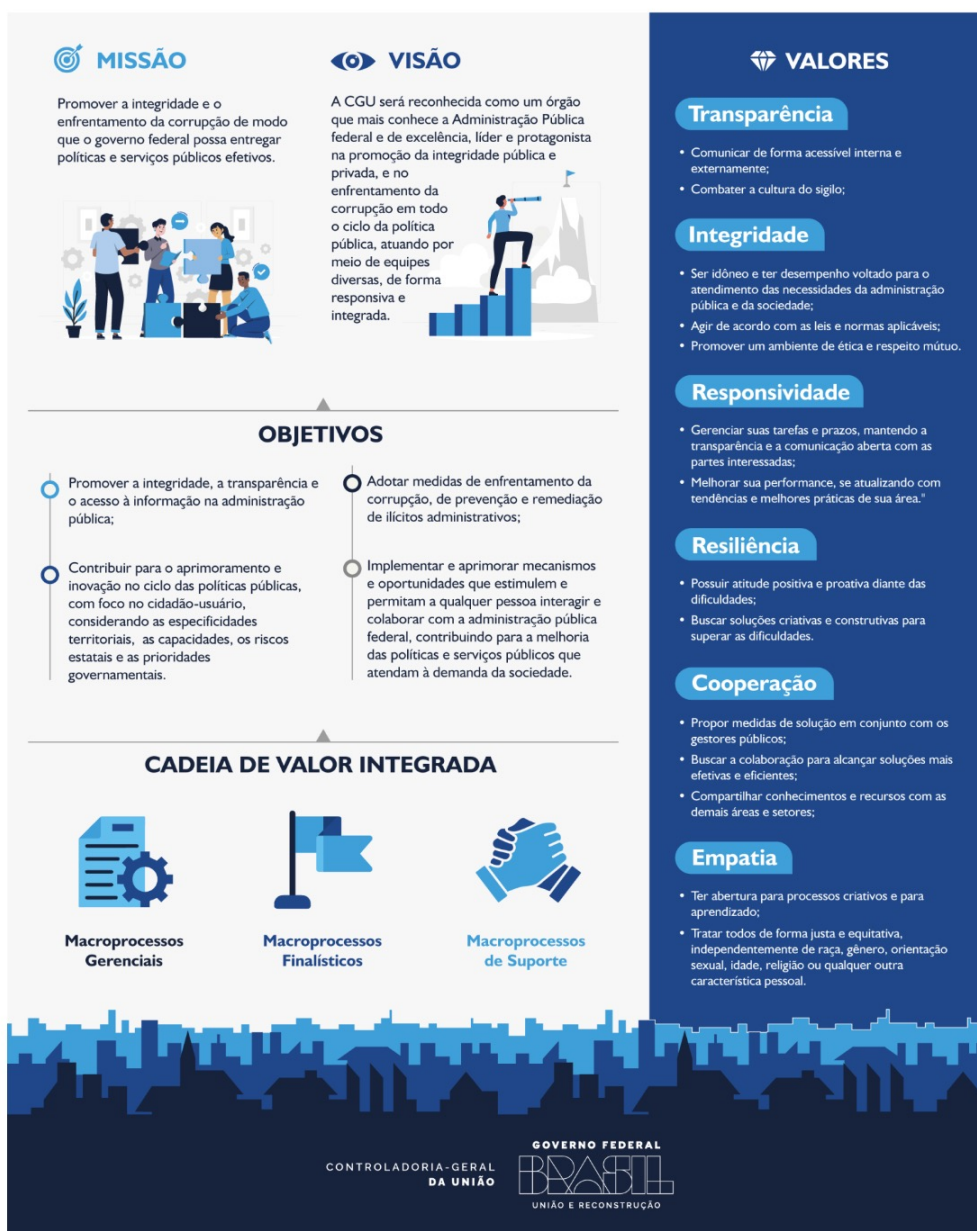 MISSÃO
Promover a integridade e o
enfrentamento da corrupção de modo
que o governo federal possa entregar
políticas e serviços públicos efetivos.
VISÃO
A CGU será reconhecida como um órgão
que mais conhece a Administração Pública
federal e de excelência, líder e protagonista
na promoção da integridade pública e
privada, e no
enfrentamento da
corrupção em todo
o ciclo da política
pública, atuando por
meio de equipes
diversas, de forma
responsiva e
integrada.
OBJETIVOS
Promover a integridade, a transparência e
o acesso à informação na administração
pública;
Contribuir para o aprimoramento e
inovação no ciclo das políticas públicas,
com foco no cidadão-usuário,
considerando as especificidades
territoriais, as capacidades, os riscos
estatais e as prioridades
governamentais.
Adotar medidas de enfrentamento da
corrupção, de prevenção e remediação
de ilícitos administrativos;
Implementar e aprimorar mecanismos
e oportunidades que estimulem e
permitam a qualquer pessoa interagir e
colaborar com a administração pública
federal, contribuindo para a melhoria
das políticas e serviços públicos que
atendam à demanda da sociedade.
CADEIA DE VALOR INTEGRADA
Macroprocessos
Gerenciais
Macroprocessos
Finalísticos
Macroprocessos
de Suporte
VALORES
Transparência
• Comunicar de forma acessível interna e
externamente;
• Combater a cultura do sigilo;
Integridade
• Ser idôneo e ter desempenho voltado para o
atendimento das necessidades da administração
pública e da sociedade;
• Agir de acordo com as leis e normas aplicáveis;
• Promover um ambiente de ética e respeito mútuo.
Responsividade
• Gerenciar suas tarefas e prazos, mantendo a
transparência e a comunicação aberta com as
partes interessadas;
• Melhorar sua performance, se atualizando com
tendências e melhores práticas de sua área."
Resiliência
• Possuir atitude positiva e proativa diante das
dificuldades;
• Buscar soluções criativas e construtivas para
superar as dificuldades.
Cooperação
• Propor medidas de solução em conjunto com os
gestores públicos;
• Buscar a colaboração para alcançar soluções mais
efetivas e eficientes;
• Compartilhar conhecimentos e recursos com as
demais áreas e setores;
Empatia
• Ter abertura para processos criativos e para
aprendizado;
• Tratar todos de forma justa e equitativa,
independentemente de raça, gênero, orientação
sexual, idade, religião ou qualquer outra
característica pessoal.
CONTROLADORIA-GERAL
DA UNIÃO
GOVERNO FEDERAL
BRASIL
UNIÃO E RECONSTRUÇÃO